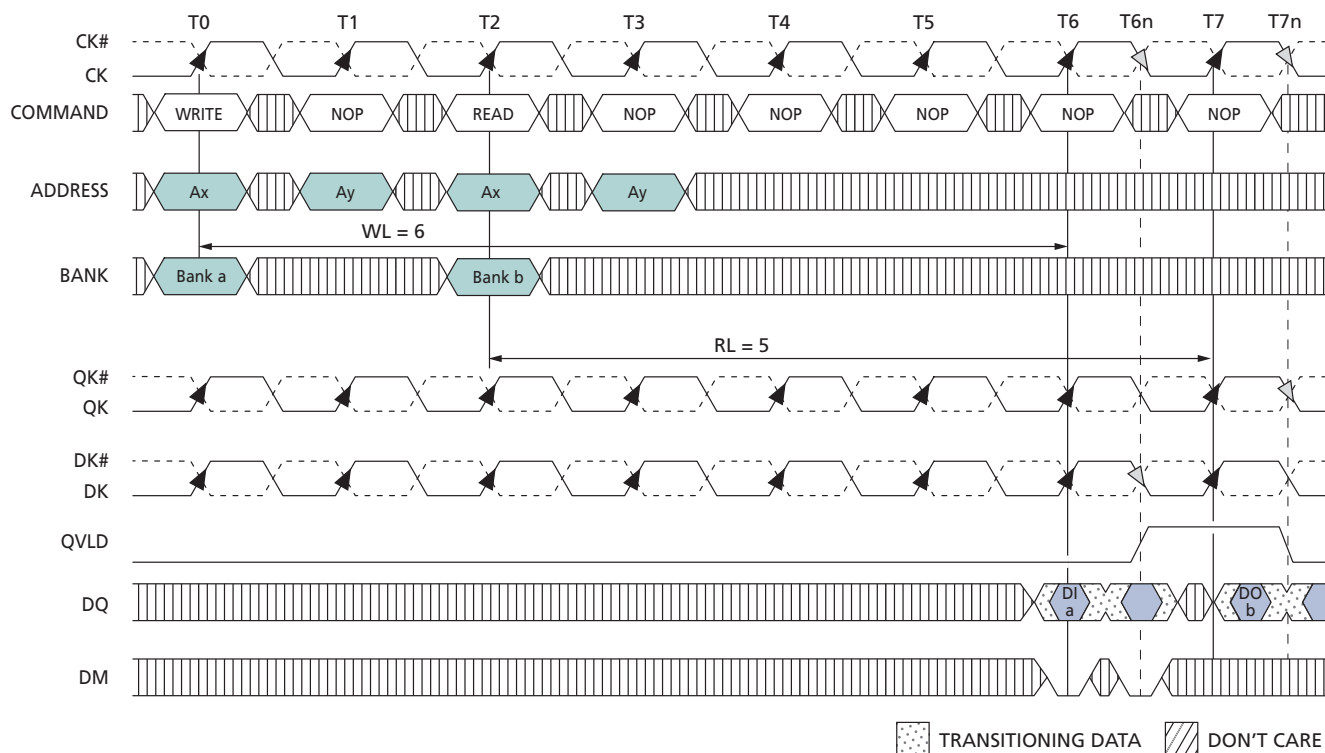 T0 T1 T2 T3 T4 T5 T6 T6n T7 T7n
CK#
CK
COMMAND WRITE NOP READ NOP NOP NOP NOP NOP
ADDRESS Ax Ay Ax Ay
WL = 6
BANK Bank a Bank b
RL = 5
QK#
QK
DK#
DK
QVLD
DQ DI a DO b
DM
TRANSITIONING DATA DON'T CARE